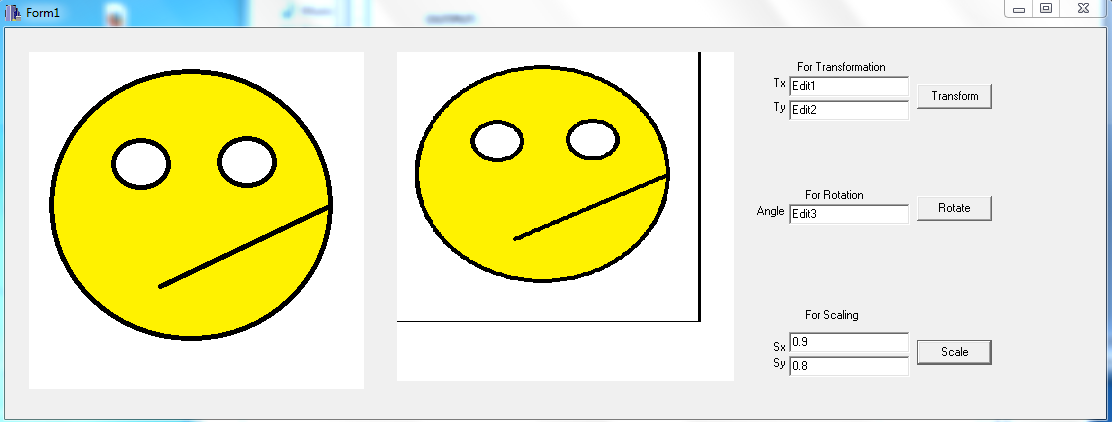 Form1
For Transformation
Tx Edit1
Ty Edit2
Transform
For Rotation
Angle Edit3
Rotate
For Scaling
Sx 0.9
Sy 0.8
Scale